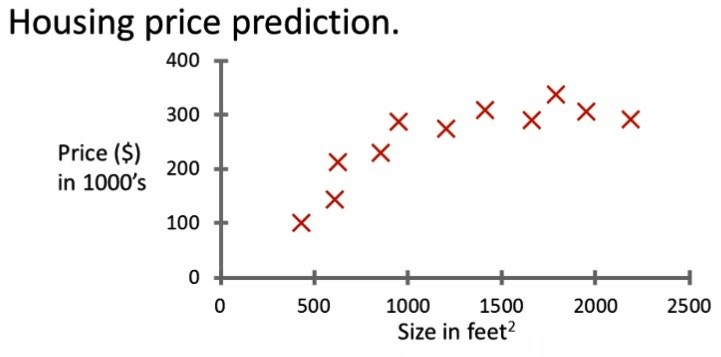 Housing price prediction.
400
300
Price ($)
in 1000's
200
100
0
0 500 1000 1500 2000 2500
Size in feet²